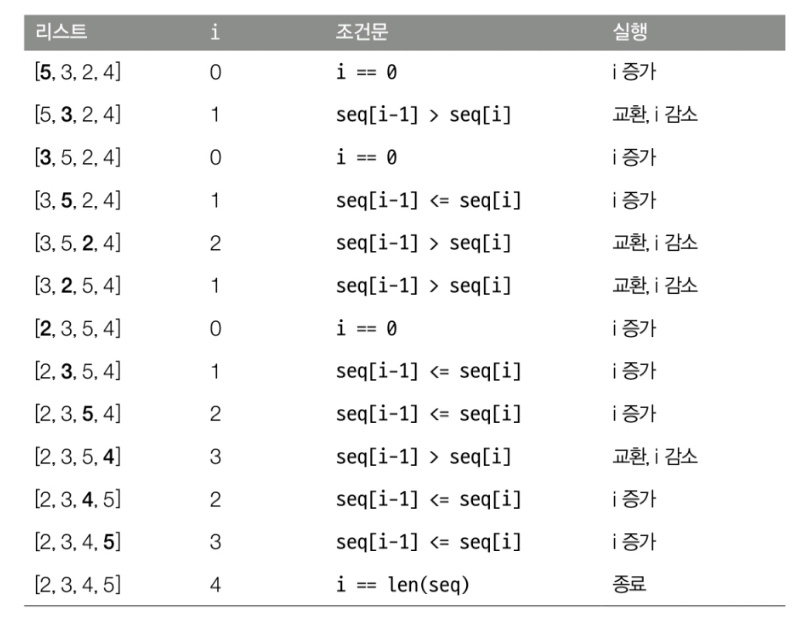 리스트 i 조건문 실행
[5, 3, 2, 4] 0 i == 0 i 증가
[5, 3, 2, 4] 1 seq[i-1] > seq[i] 교환, i 감소
[3, 5, 2, 4] 0 i == 0 i 증가
[3, 5, 2, 4] 1 seq[i-1] <= seq[i] i 증가
[3, 5, 2, 4] 2 seq[i-1] > seq[i] 교환, i 감소
[3, 2, 5, 4] 1 seq[i-1] > seq[i] 교환, i 감소
[2, 3, 5, 4] 0 i == 0 i 증가
[2, 3, 5, 4] 1 seq[i-1] <= seq[i] i 증가
[2, 3, 5, 4] 2 seq[i-1] <= seq[i] i 증가
[2, 3, 5, 4] 3 seq[i-1] > seq[i] 교환, i 감소
[2, 3, 4, 5] 2 seq[i-1] <= seq[i] i 증가
[2, 3, 4, 5] 3 seq[i-1] <= seq[i] i 증가
[2, 3, 4, 5] 4 i == len(seq) 종료